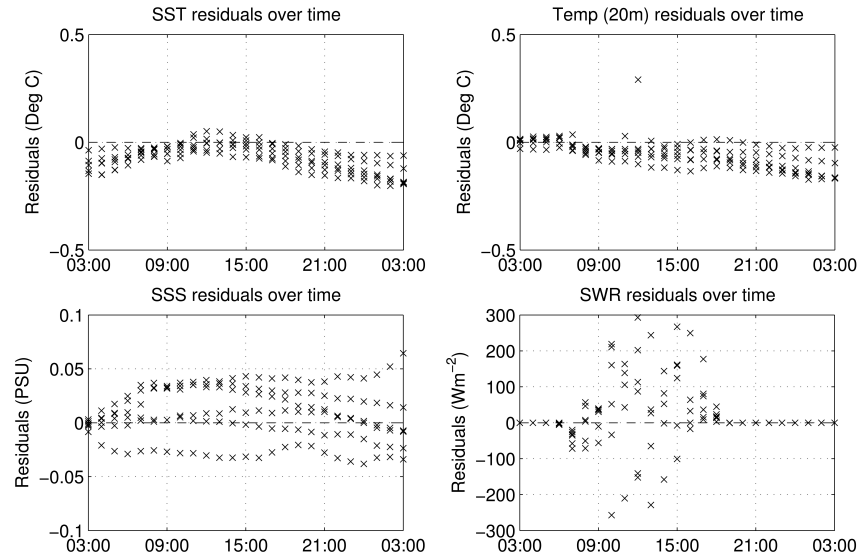 SST residuals over time
0.5
0
−0.5
Residuals (Deg C)
03:00 09:00 15:00 21:00 03:00
Temp (20m) residuals over time
0.5
0
−0.5
Residuals (Deg C)
03:00 09:00 15:00 21:00 03:00
SSS residuals over time
0.1
0.05
0
−0.05
−0.1
Residuals (PSU)
03:00 09:00 15:00 21:00 03:00
SWR residuals over time
300
200
100
0
−100
−200
−300
Residuals (Wm⁻²)
03:00 09:00 15:00 21:00 03:00